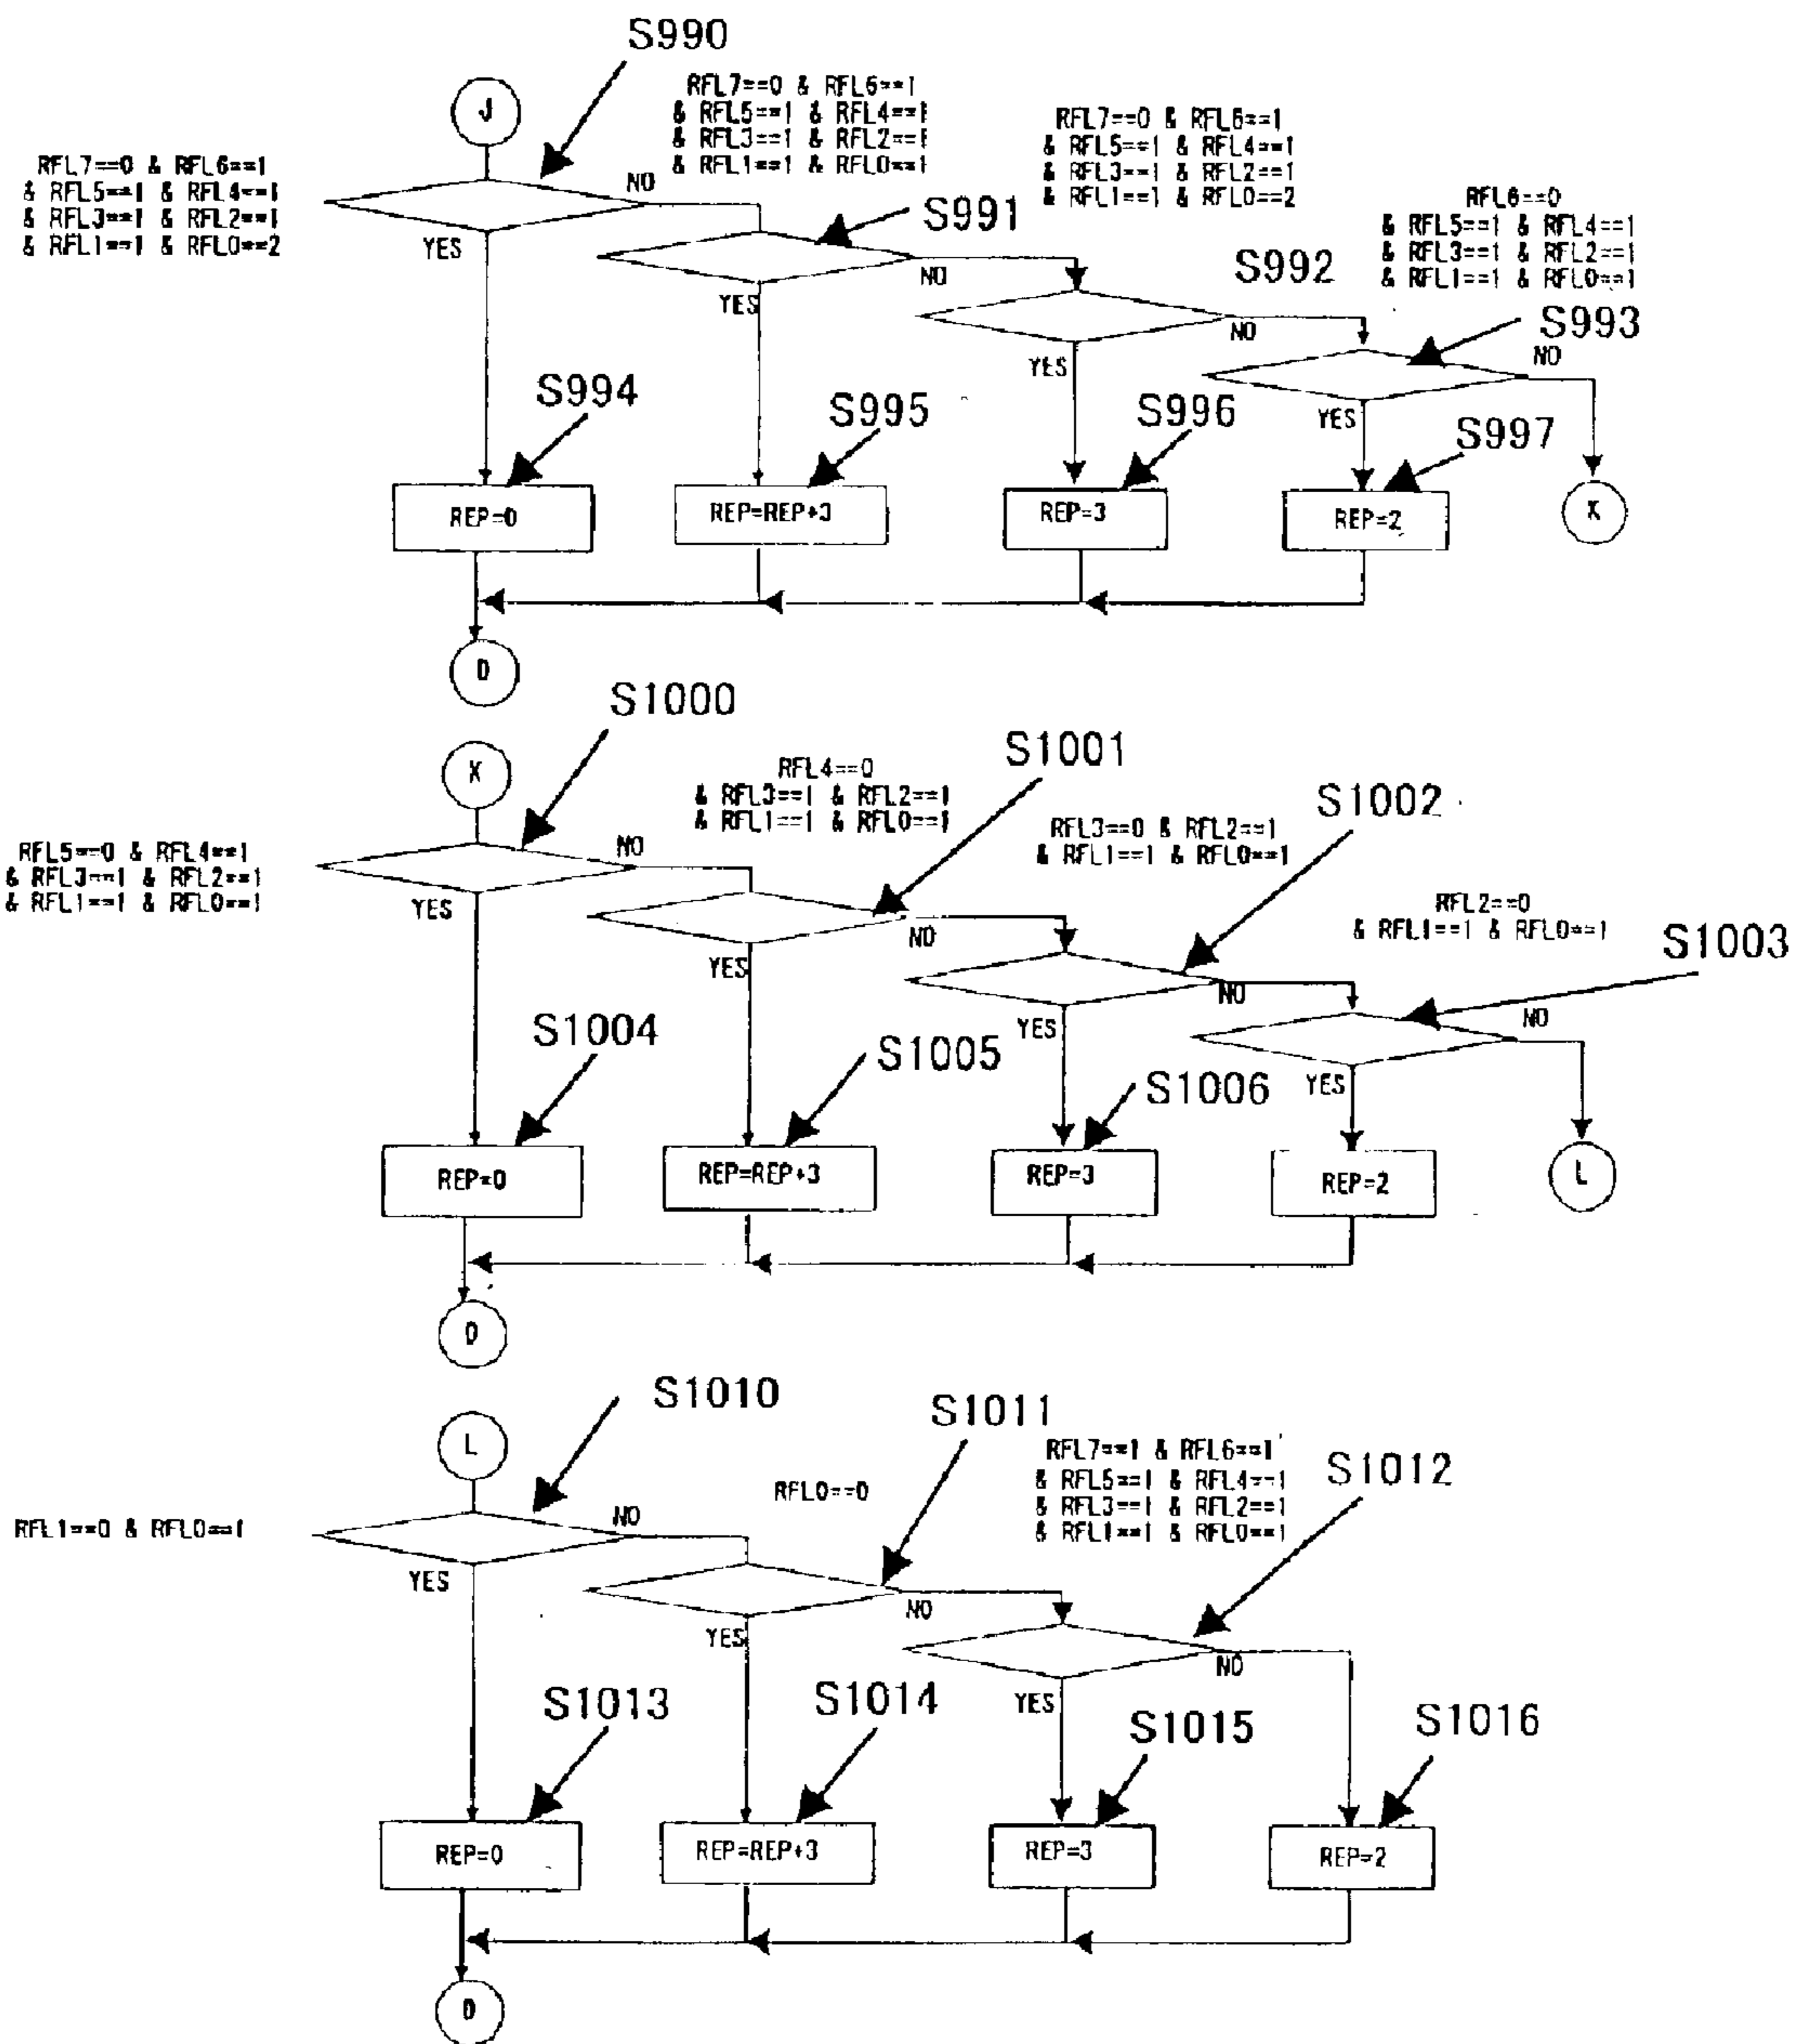 S990
J
RFL7==0 & RFL6==1
& RFL5==1 & RFL4==1
& RFL3==1 & RFL2==1
& RFL1==1 & RFL0==2
NO
YES
RFL7==0 & RFL6==1
& RFL5==1 & RFL4==1
& RFL3==1 & RFL2==1
& RFL1==1 & RFL0==1
S991
NO
YES
RFL7==0 & RFL6==1
& RFL5==1 & RFL4==1
& RFL3==1 & RFL2==1
& RFL1==1 & RFL0==2
S992
NO
YES
RFL6==0
& RFL5==1 & RFL4==1
& RFL3==1 & RFL2==1
& RFL1==1 & RFL0==1
S993
NO
YES
S994
S995
S996
S997
REP=0
REP=REP+3
REP=3
REP=2
K
D
S1000
K
RFL5==0 & RFL4==1
& RFL3==1 & RFL2==1
& RFL1==1 & RFL0==1
NO
YES
RFL4==0
& RFL3==1 & RFL2==1
& RFL1==1 & RFL0==1
S1001
NO
YES
RFL3==0 & RFL2==1
& RFL1==1 & RFL0==1
S1002
NO
YES
RFL2==0
& RFL1==1 & RFL0==1
S1003
NO
YES
S1004
S1005
S1006
REP=0
REP=REP+3
REP=3
REP=2
L
D
S1010
L
RFL1==0 & RFL0==1
NO
YES
S1011
RFL0==0
NO
YES
RFL7==1 & RFL6==1
& RFL5==1 & RFL4==1
& RFL3==1 & RFL2==1
& RFL1==1 & RFL0==1
S1012
NO
YES
S1013
S1014
S1015
S1016
REP=0
REP=REP+3
REP=3
REP=2
D